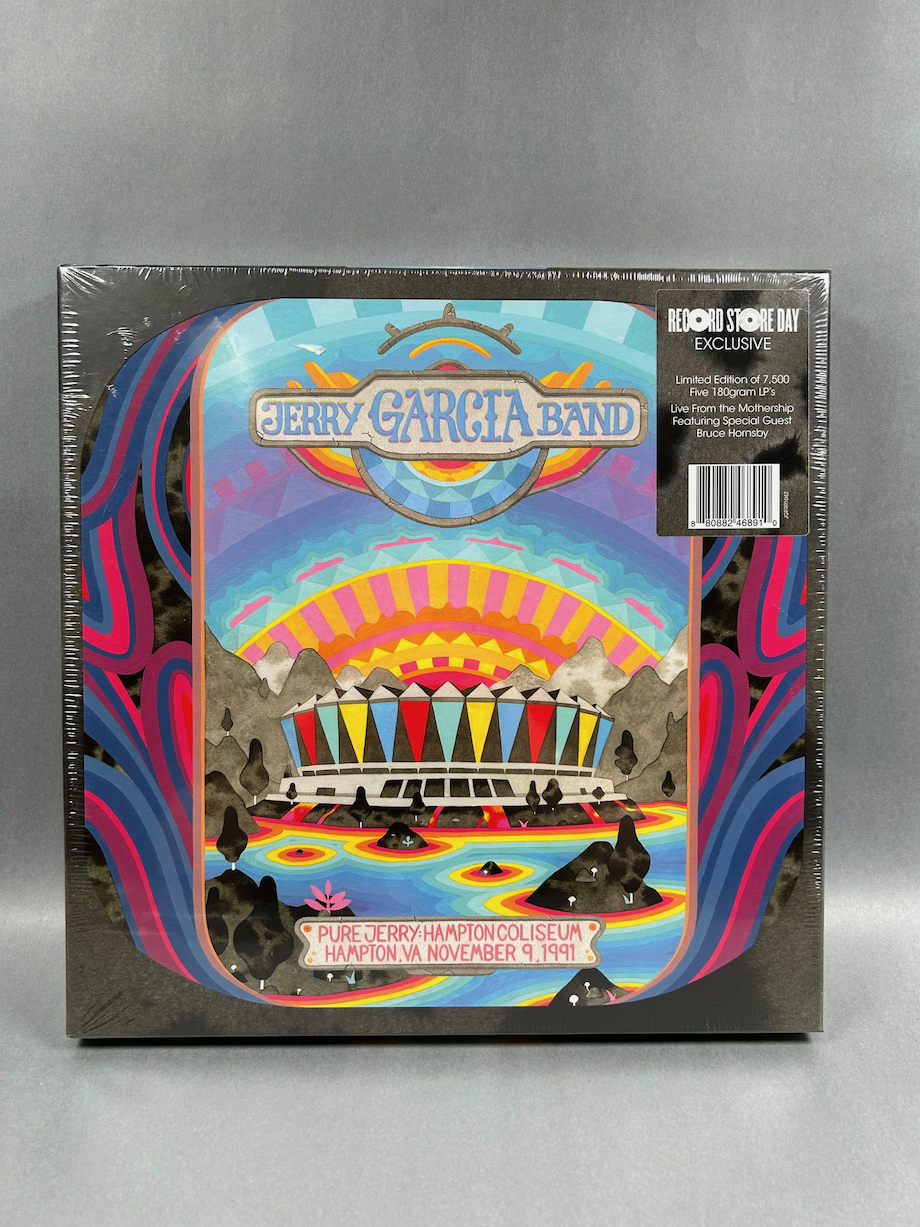 RECORD STORE DAY
EXCLUSIVE
Limited Edition of 7,500
Five 180gram LP's
Live From the Mothership
Featuring Special Guest
Bruce Hornsby
8 80882 46891 0
JGFRR1042
JERRY GARCIA BAND
PURE JERRY: HAMPTON COLISEUM
HAMPTON, VA NOVEMBER 9, 1991